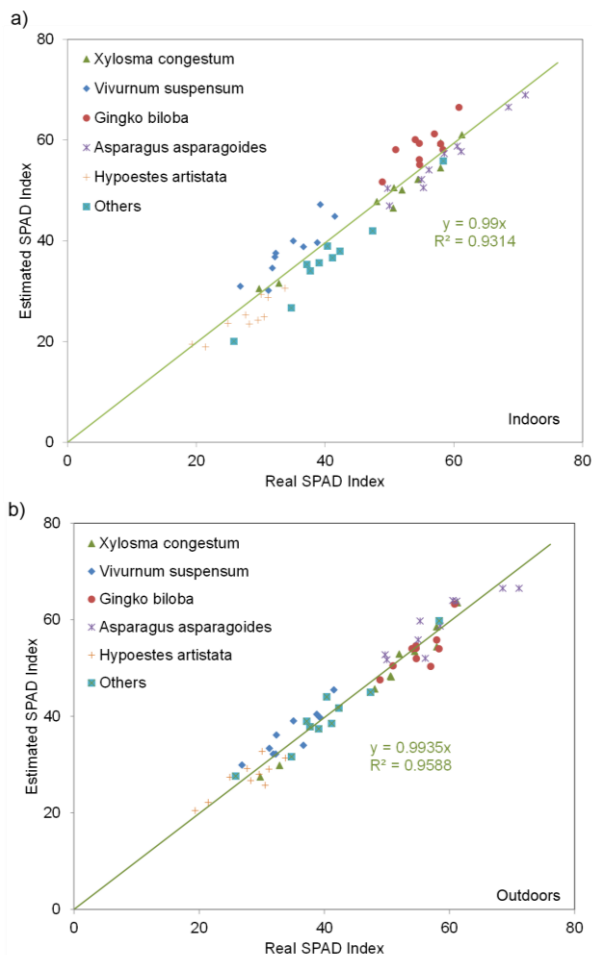 a)
80
Xylosma congestum
Vivurnum suspensum
Gingko biloba
60
Asparagus asparagoides
Hypoestes artistata
Others
Estimated SPAD Index
40
y = 0.99x
R² = 0.9314
20
Indoors
0
0 20 40 60 80
Real SPAD Index
b)
80
Xylosma congestum
Vivurnum suspensum
Gingko biloba
60
Asparagus asparagoides
Hypoestes artistata
Others
Estimated SPAD Index
40
y = 0.9935x
R² = 0.9588
20
Outdoors
0
0 20 40 60 80
Real SPAD Index